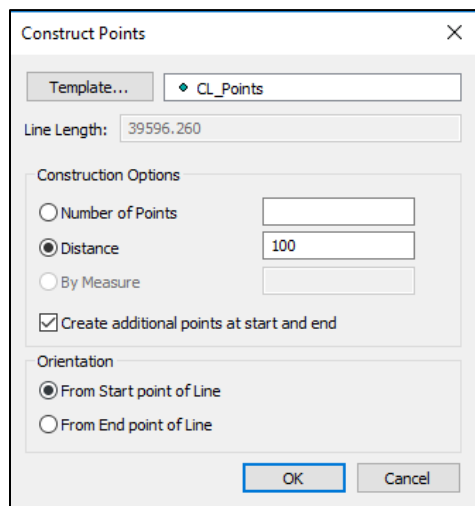 Construct Points
Template... CL_Points
Line Length: 39596.260
Construction Options
Number of Points
Distance 100
By Measure
Create additional points at start and end
Orientation
From Start point of Line
From End point of Line
OK Cancel